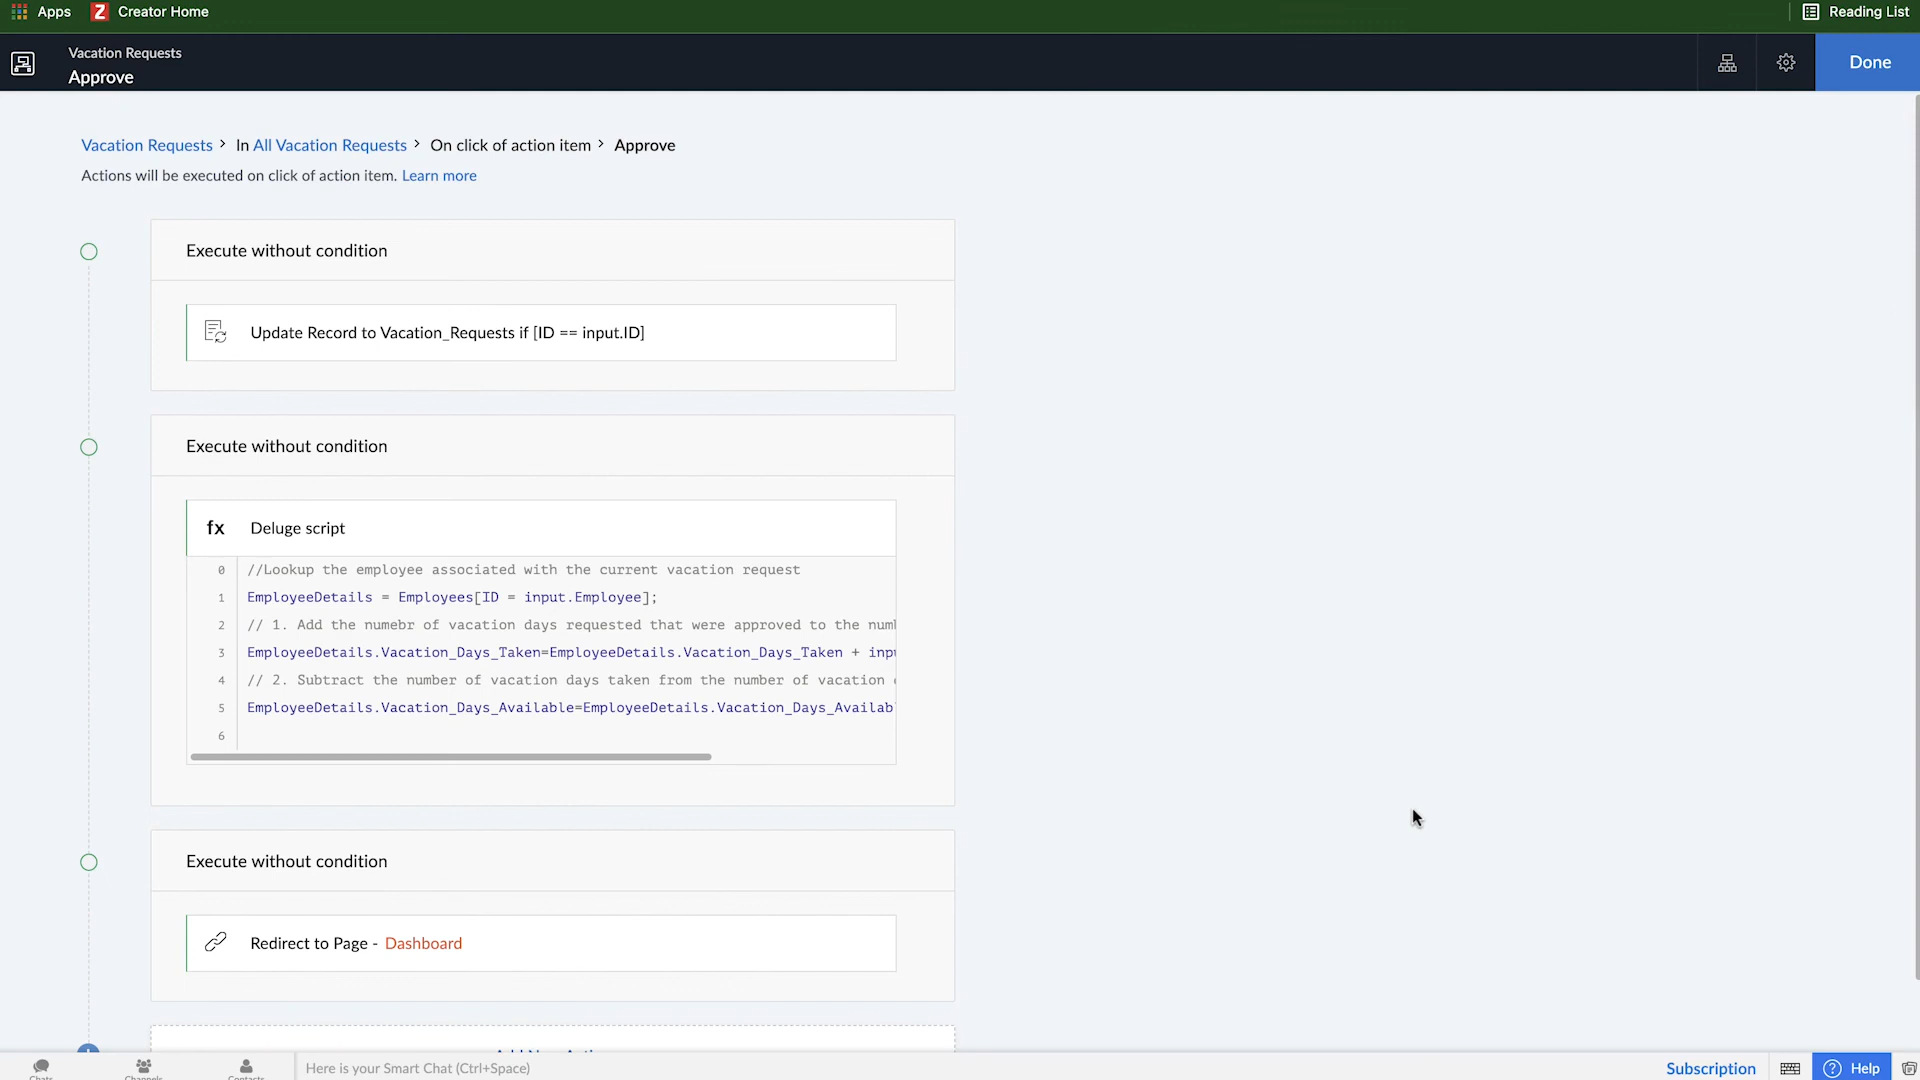 Apps
Creator Home
Reading List
Vacation Requests
Approve
Done
Vacation Requests > In All Vacation Requests > On click of action item > Approve
Actions will be executed on click of action item. Learn more
Execute without condition
Update Record to Vacation_Requests if [ID == input.ID]
Execute without condition
fx Deluge script
0 //Lookup the employee associated with the current vacation request
1 EmployeeDetails = Employees[ID = input.Employee];
2 // 1. Add the numebr of vacation days requested that were approved to the
3 EmployeeDetails.Vacation_Days_Taken=EmployeeDetails.Vacation_Days_Taken +
4 // 2. Subtract the number of vacation days taken from the number of vacation
5 EmployeeDetails.Vacation_Days_Available=EmployeeDetails.Vacation_Days_Availab
6
Execute without condition
Redirect to Page - Dashboard
Chats
Channels
Contacts
Here is your Smart Chat (Ctrl+Space)
Subscription
Help